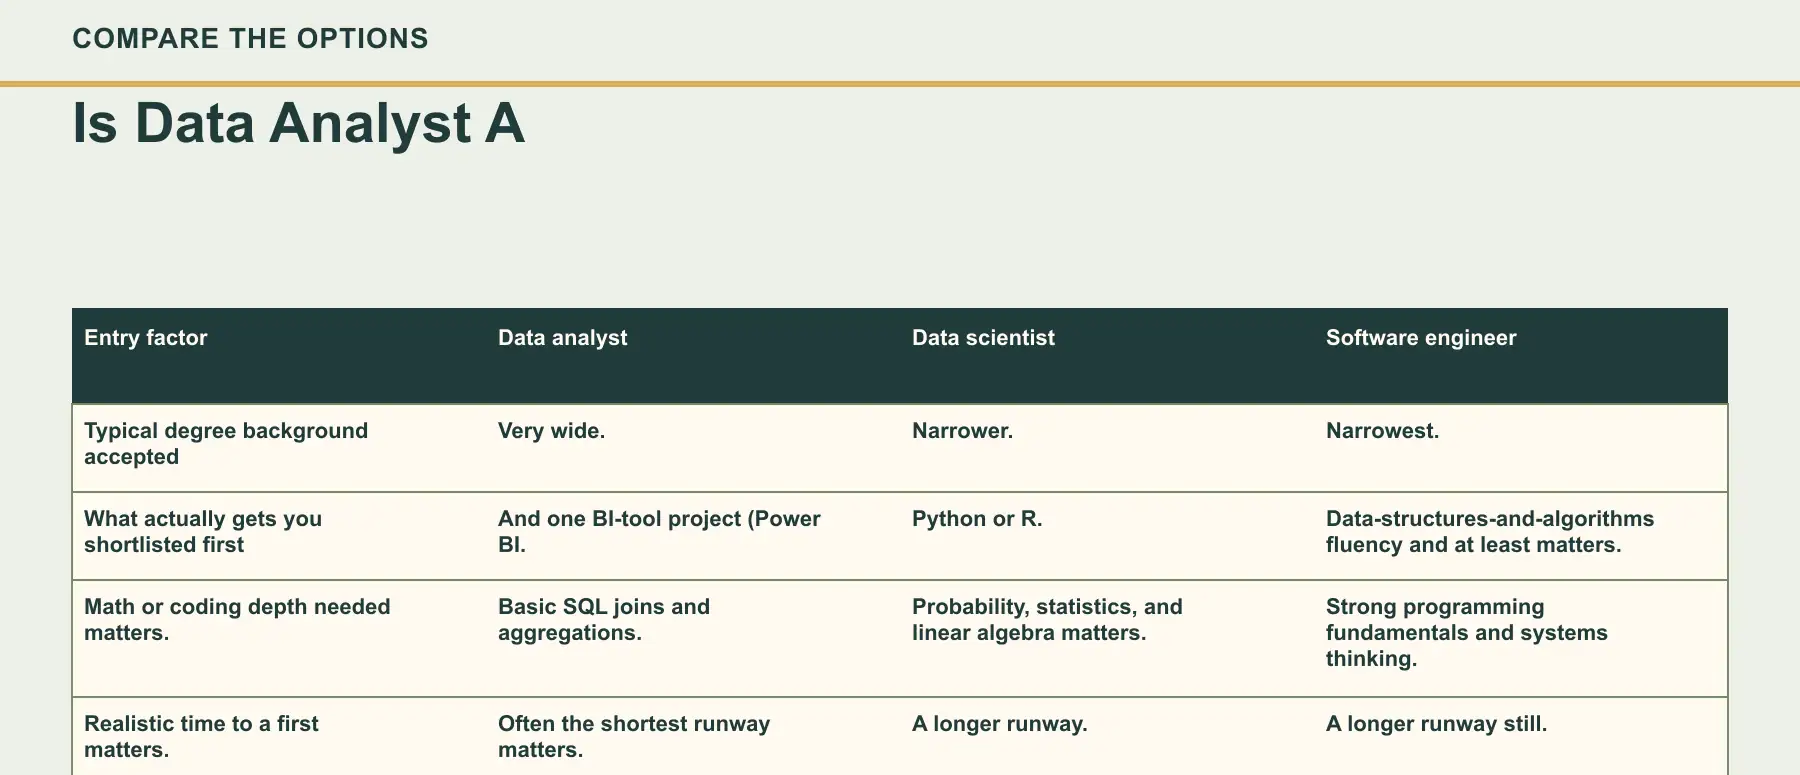 COMPARE THE OPTIONS
Is Data Analyst A
Entry factor
Data analyst
Data scientist
Software engineer
Typical degree background
accepted
Very wide.
Narrower.
Narrowest.
What actually gets you
shortlisted first
And one BI-tool project (Power
BI.
Python or R.
Data-structures-and-algorithms
fluency and at least matters.
Math or coding depth needed
matters.
Basic SQL joins and
aggregations.
Probability, statistics, and
linear algebra matters.
Strong programming
fundamentals and systems
thinking.
Realistic time to a first
matters.
Often the shortest runway
matters.
A longer runway.
A longer runway still.